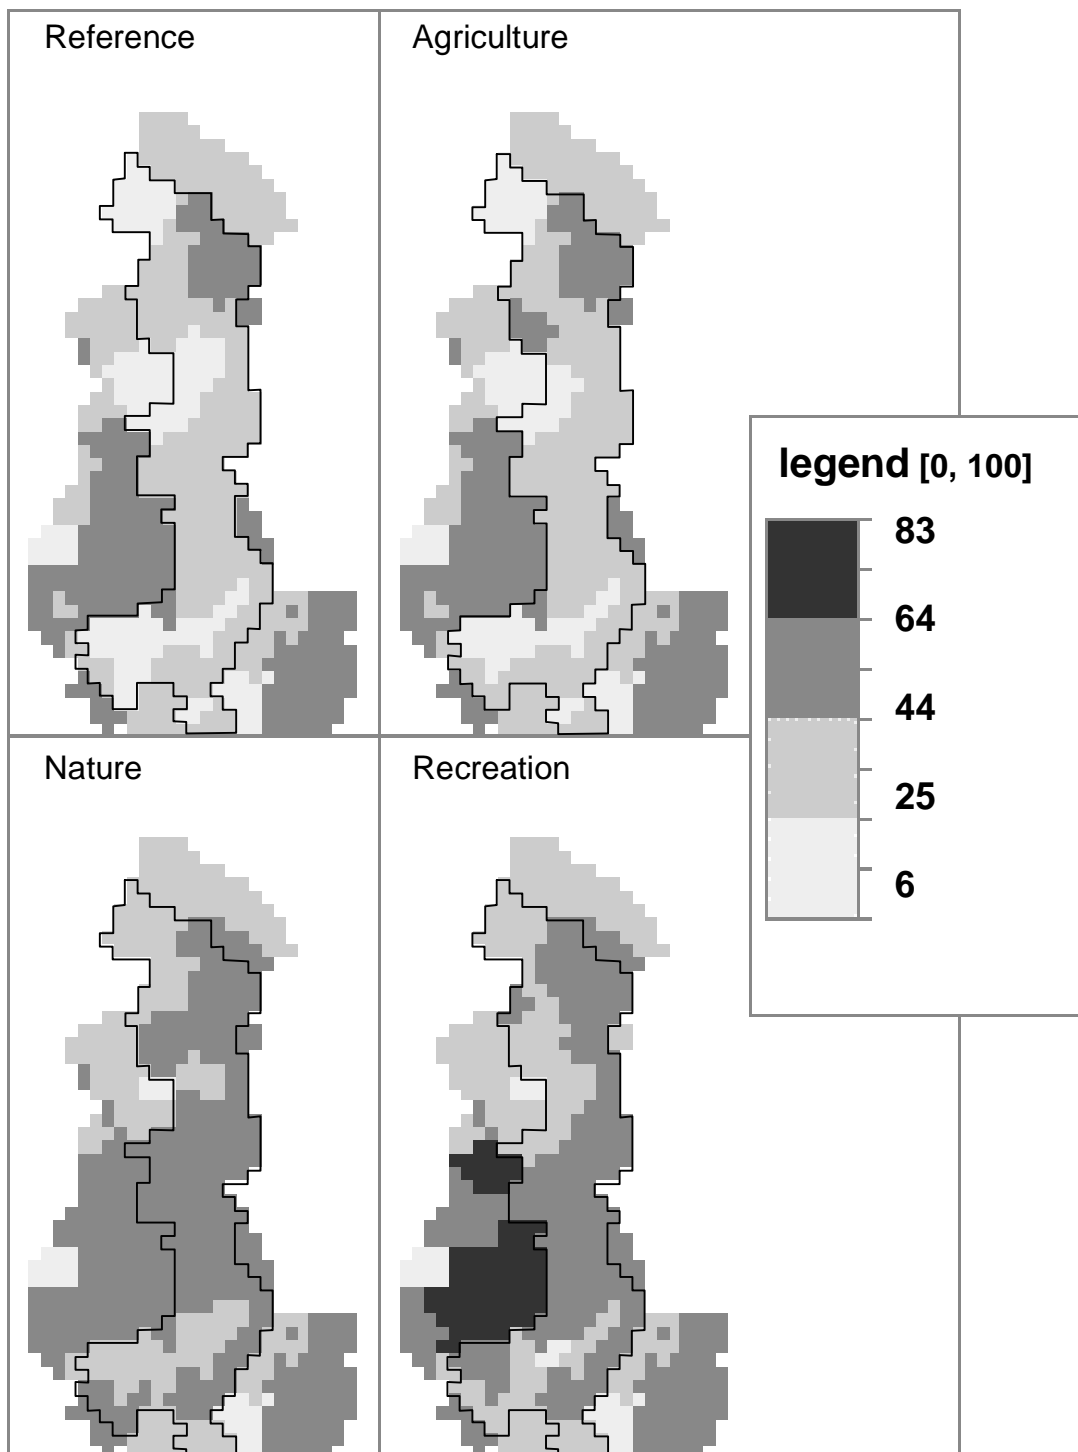 Reference
Agriculture
legend [0, 100]
83
64
44
25
6
Nature
Recreation